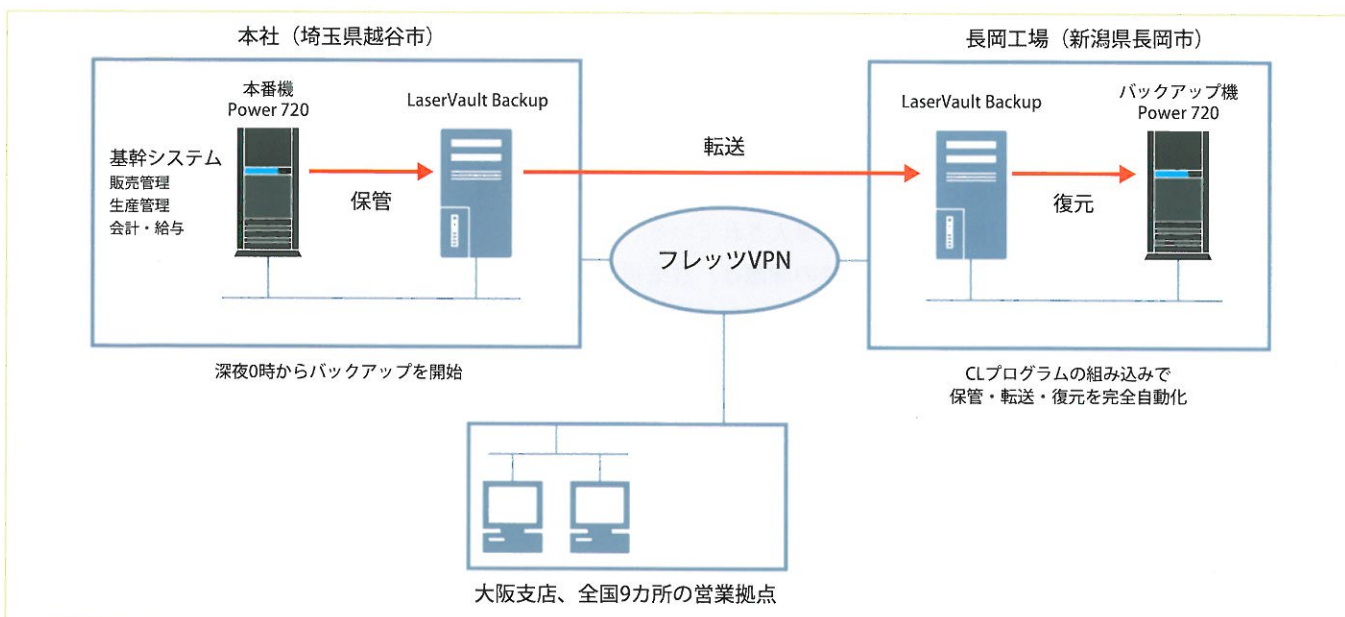 本社（埼玉県越谷市）
本番機
Power 720
LaserVault Backup
基幹システム
販売管理
生産管理
会計・給与
保管
深夜0時からバックアップを開始
転送
フレッツVPN
長岡工場（新潟県長岡市）
LaserVault Backup
バックアップ機
Power 720
復元
CLプログラムの組み込みで
保管・転送・復元を完全自動化
大阪支店、全国9カ所の営業拠点